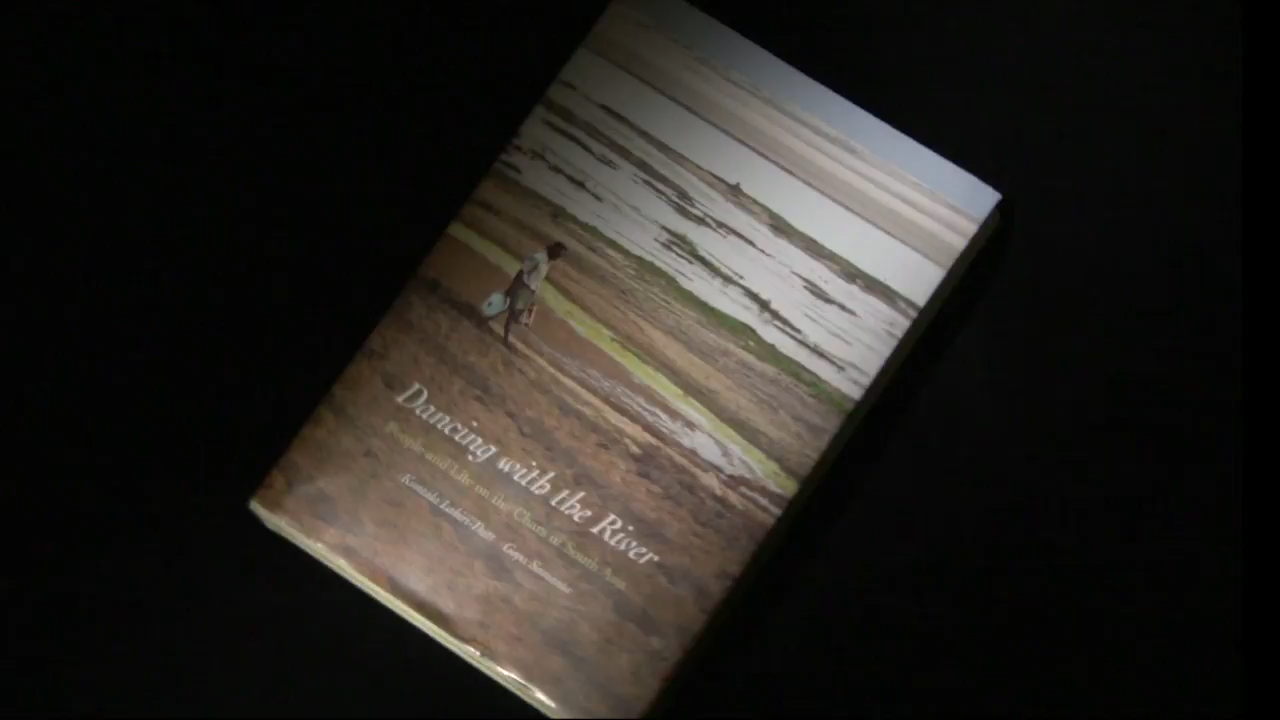 Dancing with the River
People and Life on the Chars of South Asia
Kuntala Lahiri-Dutt Gopa Samanta